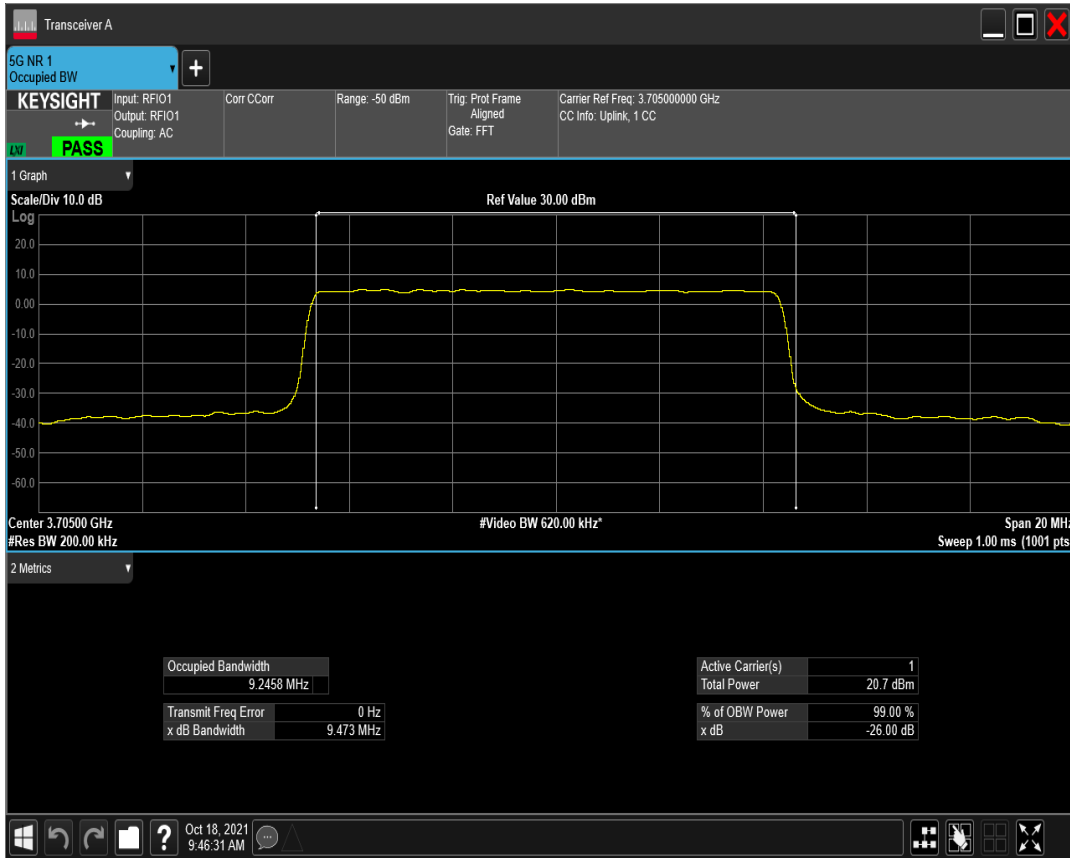 Transceiver A
5G NR 1
Occupied BW
+
KEYSIGHT
LXI
PASS
Input: RFIO1
Output: RFIO1
Coupling: AC
Corr CCorr
Range: -50 dBm
Trig: Prot Frame
Aligned
Gate: FFT
Carrier Ref Freq: 3.705000000 GHz
CC Info: Uplink, 1 CC
1 Graph
Scale/Div 10.0 dB
Ref Value 30.00 dBm
Log
20.0
10.0
0.00
-10.0
-20.0
-30.0
-40.0
-50.0
-60.0
Center 3.70500 GHz
#Video BW 620.00 kHz*
Span 20 MHz
#Res BW 200.00 kHz
Sweep 1.00 ms (1001 pts
2 Metrics
Occupied Bandwidth
9.2458 MHz
Transmit Freq Error 0 Hz
x dB Bandwidth 9.473 MHz
Active Carrier(s) 1
Total Power 20.7 dBm
% of OBW Power 99.00 %
x dB -26.00 dB
?
Oct 18, 2021
9:46:31 AM